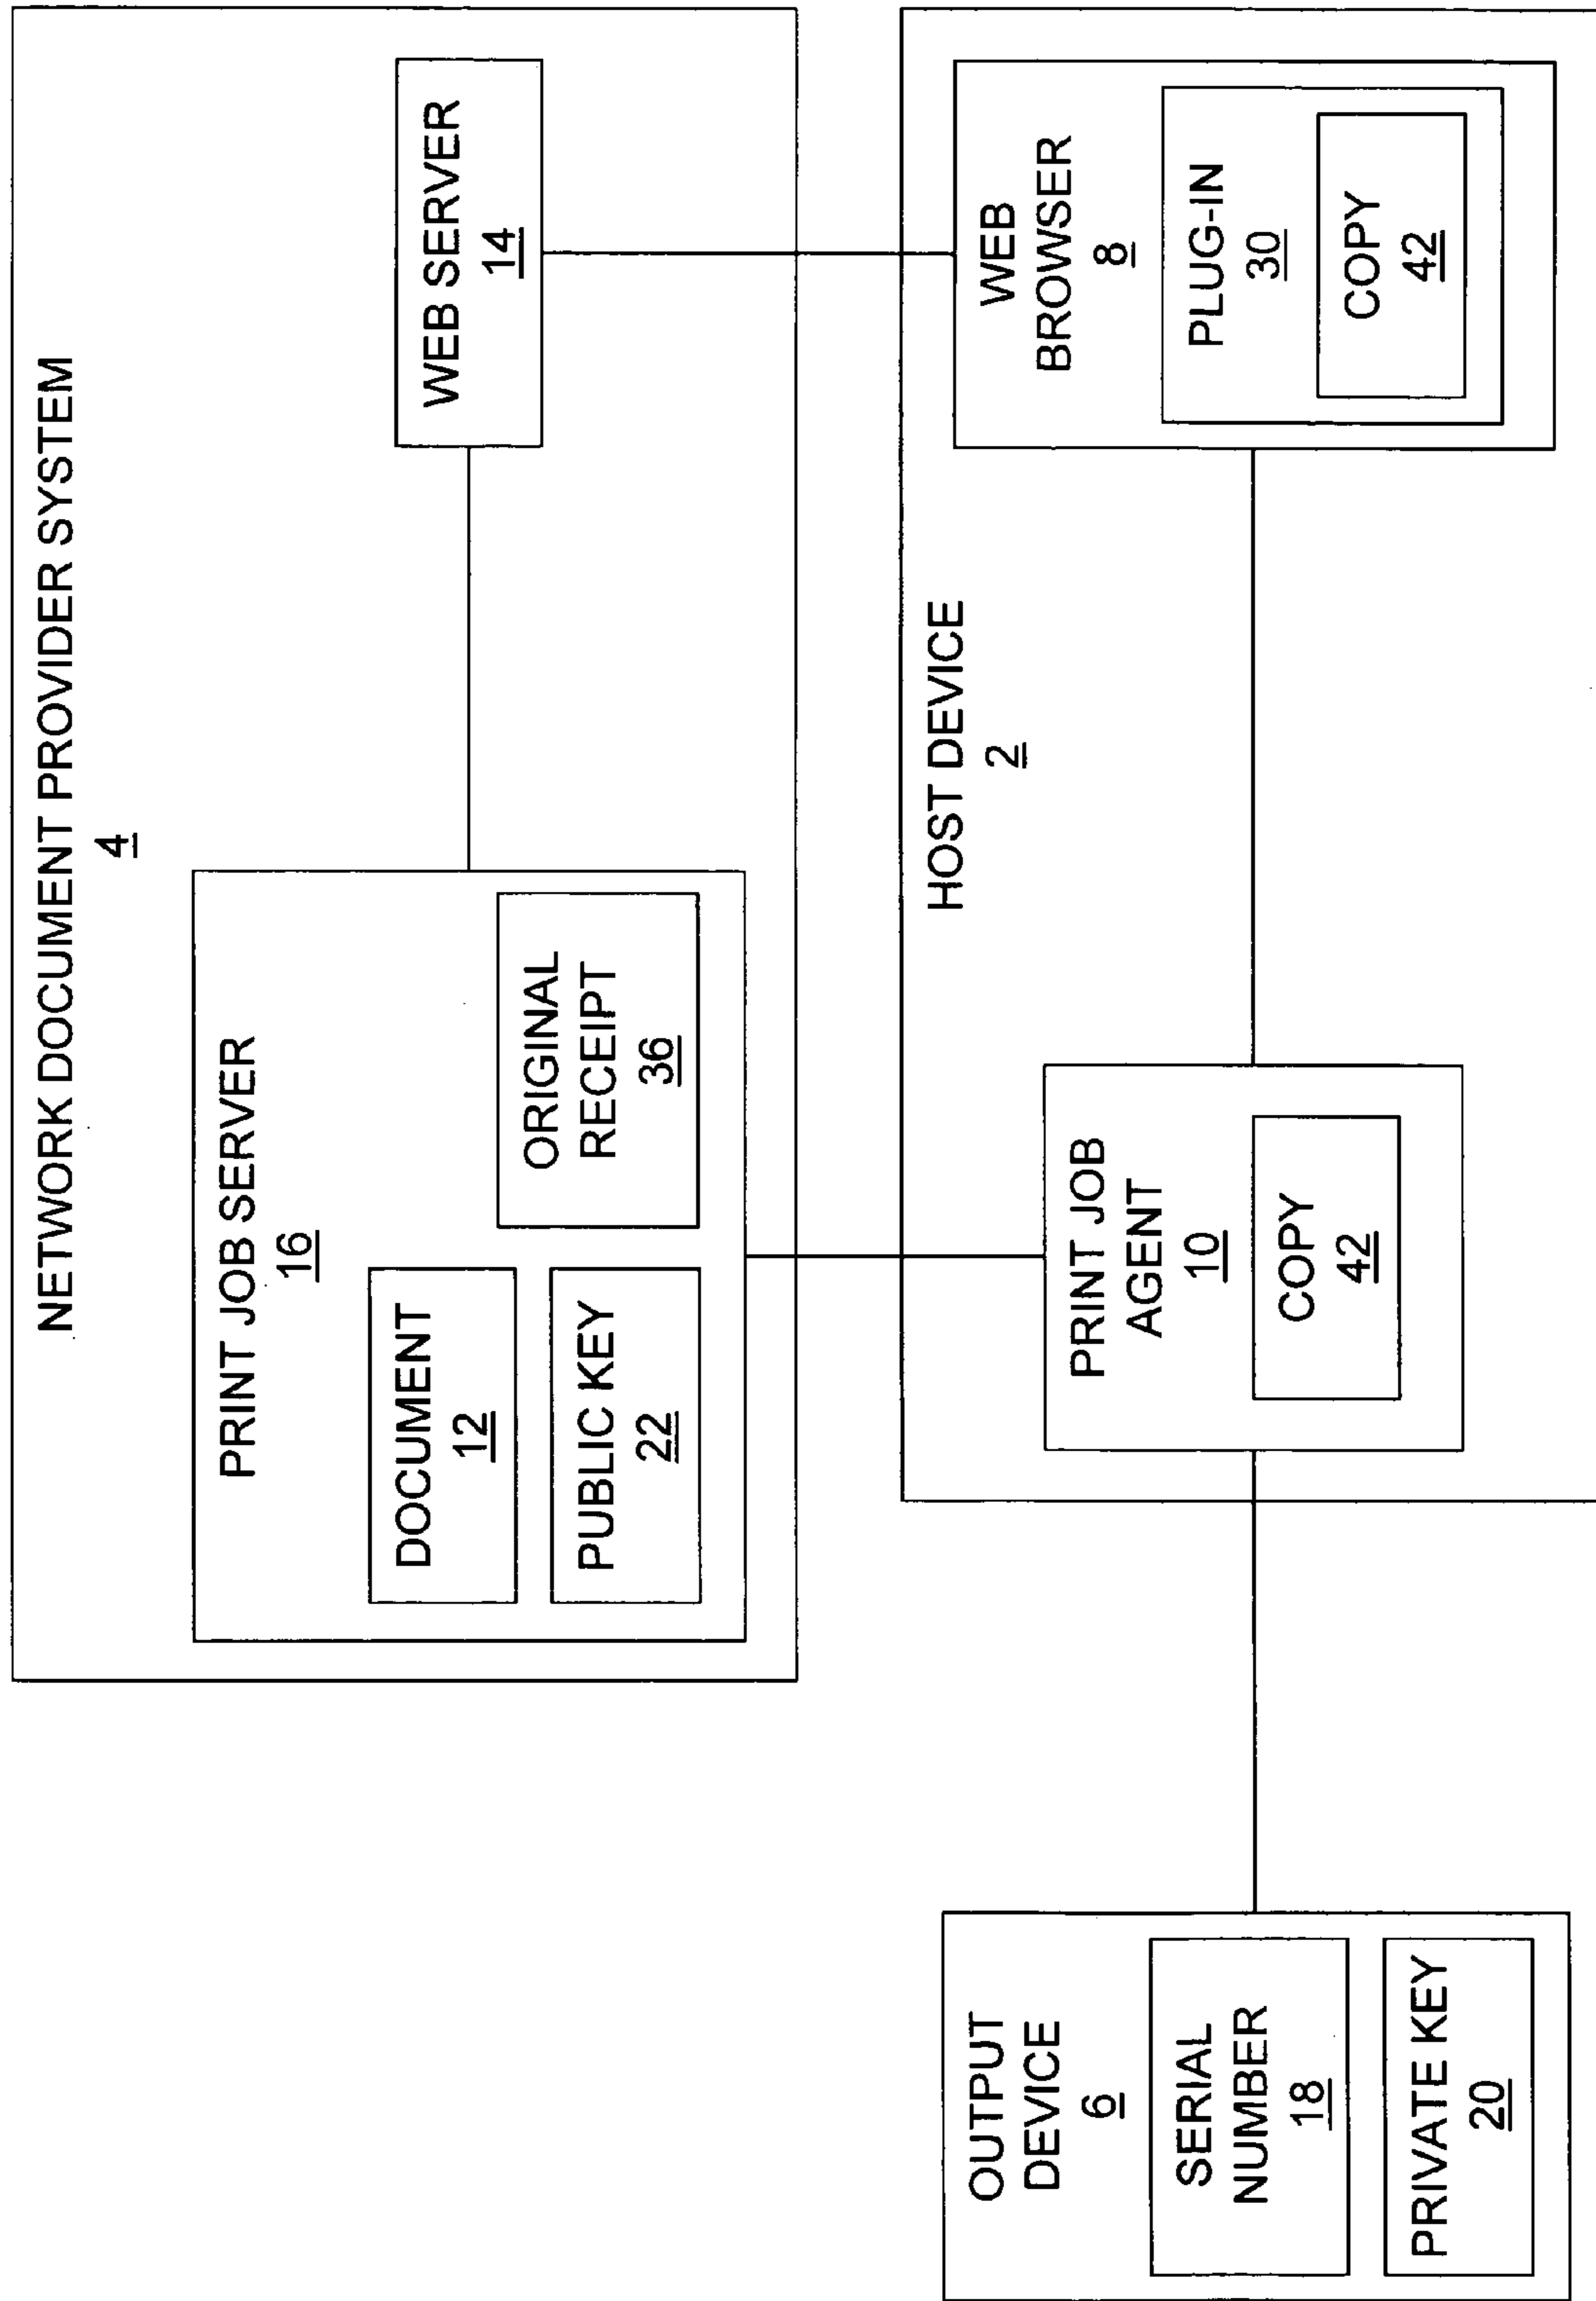 NETWORK DOCUMENT PROVIDER SYSTEM
4
PRINT JOB SERVER
16
DOCUMENT
12
PUBLIC KEY
22
ORIGINAL
RECEIPT
36
WEB SERVER
14
HOST DEVICE
2
OUTPUT
DEVICE
6
SERIAL
NUMBER
18
PRIVATE KEY
20
PRINT JOB
AGENT
10
COPY
42
WEB
BROWSER
8
PLUG-IN
30
COPY
42